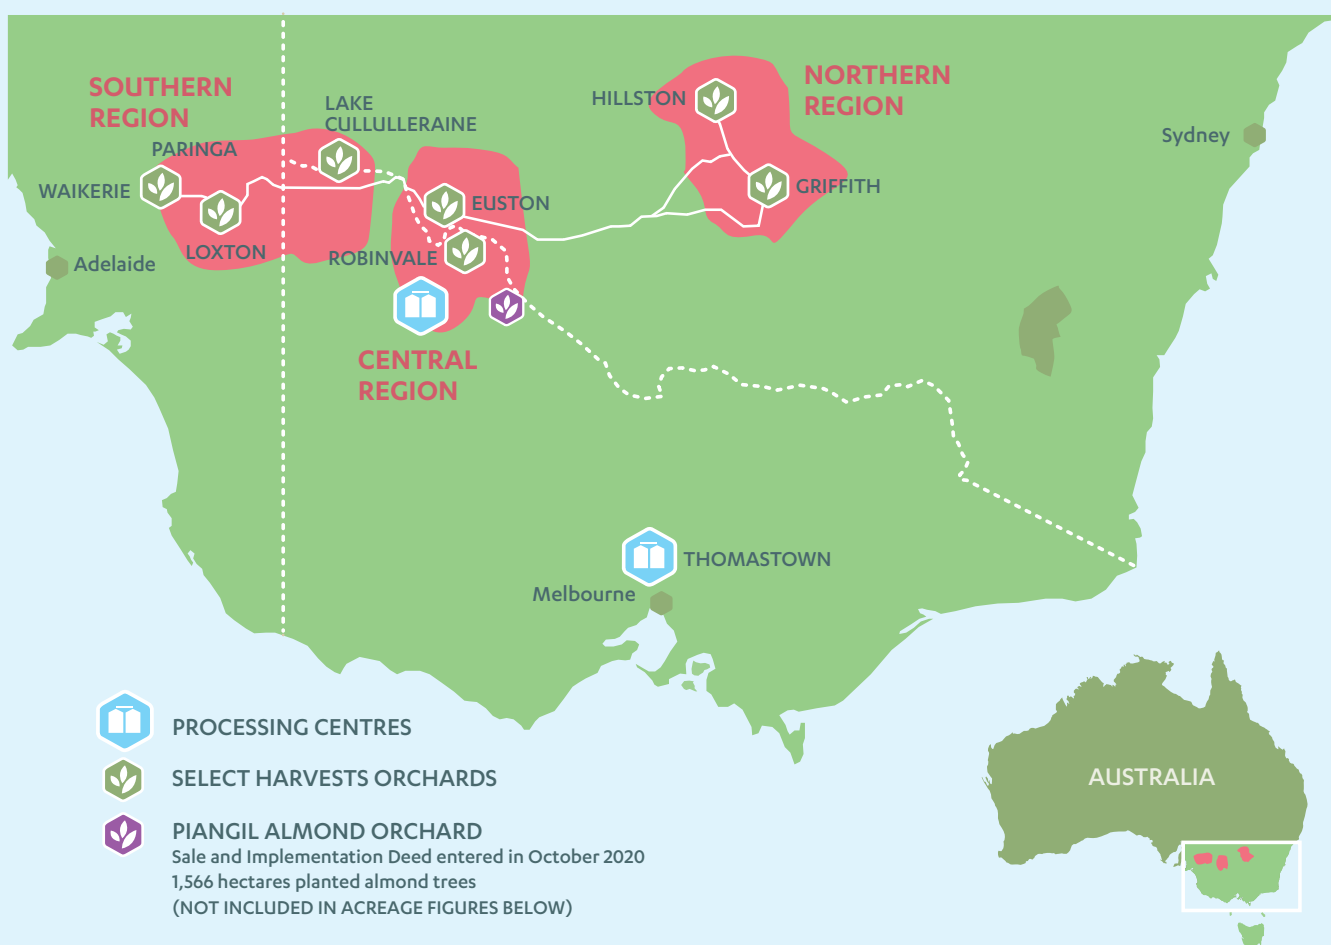 SOUTHERN
REGION
LAKE
CULLULLERAINE
PARINGA
WAIKERIE
LOXTON
Adelaide
HILLSTON
NORTHERN
REGION
GRIFFITH
Sydney
EUSTON
ROBINVALE
CENTRAL
REGION
THOMASTOWN
Melbourne
PROCESSING CENTRES
SELECT HARVESTS ORCHARDS
PIANGIL ALMOND ORCHARD
Sale and Implementation Deed entered in October 2020
1,566 hectares planted almond trees
(NOT INCLUDED IN ACREAGE FIGURES BELOW)
AUSTRALIA